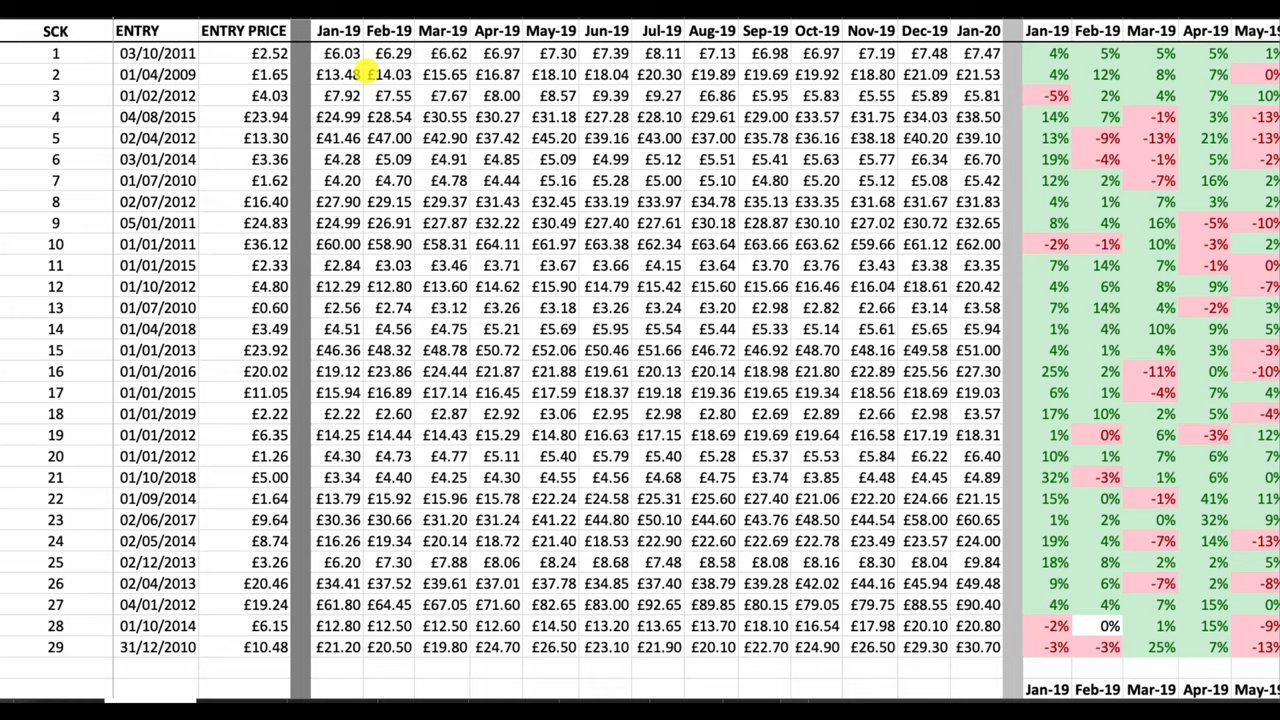 SCK ENTRY ENTRY PRICE Jan-19 Feb-19 Mar-19 Apr-19 May-19 Jun-19 Jul-19 Aug-19 Sep-19 Oct-19 Nov-19 Dec-19 Jan-20 Jan-19 Feb-19 Mar-19 Apr-19 May-19
1 03/10/2011 £2.52 £6.03 £6.29 £6.62 £6.97 £7.30 £7.39 £8.11 £7.13 £6.98 £6.97 £7.19 £7.48 £7.47 4% 5% 5% 5% 1%
2 01/04/2009 £1.65 £13.48 £14.03 £15.65 £16.87 £18.10 £18.04 £20.30 £19.89 £19.69 £19.92 £18.80 £21.09 £21.53 4% 12% 8% 7% 0%
3 01/02/2012 £4.03 £7.92 £7.55 £7.67 £8.00 £8.57 £9.39 £9.27 £6.86 £5.95 £5.83 £5.55 £5.89 £5.81 -5% 2% 4% 7% 10%
4 04/08/2015 £23.94 £24.99 £28.54 £30.55 £30.27 £31.18 £27.28 £28.10 £29.61 £29.00 £33.57 £31.75 £34.03 £38.50 14% 7% -1% 3% -13%
5 02/04/2012 £13.30 £41.46 £47.00 £42.90 £37.42 £45.20 £39.16 £43.00 £37.00 £35.78 £36.16 £38.18 £40.20 £39.10 13% -9% -13% 21% -13%
6 03/01/2014 £3.36 £4.28 £5.09 £4.91 £4.85 £5.09 £4.99 £5.12 £5.51 £5.41 £5.63 £5.77 £6.34 £6.70 19% -4% -1% 5% -2%
7 01/07/2010 £1.62 £4.20 £4.70 £4.78 £4.44 £5.16 £5.28 £5.00 £5.10 £4.80 £5.20 £5.12 £5.08 £5.42 12% 2% -7% 16% 2%
8 02/07/2012 £16.40 £27.90 £29.15 £29.37 £31.43 £32.45 £33.19 £33.97 £34.78 £35.13 £33.35 £31.68 £31.67 £31.83 4% 1% 7% 3% 2%
9 05/01/2011 £24.83 £24.99 £26.91 £27.87 £32.22 £30.49 £27.40 £27.61 £30.18 £28.87 £30.10 £27.02 £30.72 £32.65 8% 4% 16% -5% -10%
10 01/01/2011 £36.12 £60.00 £58.90 £58.31 £64.11 £61.97 £63.38 £62.34 £63.64 £63.66 £63.62 £59.66 £61.12 £62.00 -2% -1% 10% -3% 2%
11 01/01/2015 £2.33 £2.84 £3.03 £3.46 £3.71 £3.67 £3.66 £4.15 £3.64 £3.70 £3.76 £3.43 £3.38 £3.35 7% 14% 7% -1% 0%
12 01/10/2012 £4.80 £12.29 £12.80 £13.60 £14.62 £15.90 £14.79 £15.42 £15.60 £15.66 £16.46 £16.04 £18.61 £20.42 4% 6% 8% 9% -7%
13 01/07/2010 £0.60 £2.56 £2.74 £3.12 £3.26 £3.18 £3.26 £3.24 £3.20 £2.98 £2.82 £2.66 £3.14 £3.58 7% 14% 4% -2% 3%
14 01/04/2018 £3.49 £4.51 £4.56 £4.75 £5.21 £5.69 £5.95 £5.54 £5.44 £5.33 £5.14 £5.61 £5.65 £5.94 1% 4% 10% 9% 5%
15 01/01/2013 £23.92 £46.36 £48.32 £48.78 £50.72 £52.06 £50.46 £51.66 £46.72 £46.92 £48.70 £48.16 £49.58 £51.00 4% 1% 4% 3% -3%
16 01/01/2016 £20.02 £19.12 £23.86 £24.44 £21.87 £21.88 £19.61 £20.13 £20.14 £18.98 £21.80 £22.89 £25.56 £27.30 25% 2% -11% 0% -10%
17 01/01/2015 £11.05 £15.94 £16.89 £17.14 £16.45 £17.59 £18.37 £19.18 £19.36 £19.65 £19.34 £18.66 £18.85 £19.03 6% 1% -4% 7% 4%
18 01/01/2019 £2.22 £2.22 £2.60 £2.87 £2.92 £3.06 £2.95 £2.98 £2.80 £2.69 £2.89 £2.66 £2.98 £3.57 17% 10% 2% 5% -4%
19 01/01/2012 £6.35 £14.25 £14.44 £14.43 £15.29 £14.80 £16.63 £17.15 £18.69 £19.69 £19.64 £16.58 £17.19 £18.31 1% 0% 6% -3% 12%
20 01/01/2012 £1.26 £4.30 £4.73 £4.77 £5.11 £5.40 £5.79 £5.40 £5.28 £5.37 £5.53 £5.84 £6.22 £6.40 10% 1% 7% 6% 7%
21 01/10/2018 £5.00 £3.34 £4.40 £4.25 £4.30 £4.55 £4.56 £4.68 £4.75 £3.74 £3.85 £4.48 £4.45 £4.89 32% -3% 1% 6% 0%
22 01/09/2014 £1.64 £13.79 £15.92 £15.96 £15.78 £22.24 £24.58 £25.31 £25.60 £27.40 £21.06 £22.20 £24.66 £21.15 15% 0% -1% 41% 11%
23 02/06/2017 £9.64 £30.36 £30.66 £31.20 £31.24 £41.22 £44.80 £50.10 £44.60 £43.76 £48.50 £44.54 £58.00 £60.65 1% 2% 0% 32% 9%
24 02/05/2014 £8.74 £16.26 £19.34 £20.14 £18.72 £21.40 £18.53 £22.90 £22.60 £22.69 £22.78 £23.49 £23.57 £24.00 19% 4% -7% 14% -13%
25 02/12/2013 £3.26 £6.20 £7.30 £7.88 £8.06 £8.24 £8.68 £7.48 £8.58 £8.08 £8.16 £8.30 £8.04 £9.84 18% 8% 2% 2% 5%
26 02/04/2013 £20.46 £34.41 £37.52 £39.61 £37.01 £37.78 £34.85 £37.40 £38.79 £39.28 £42.02 £44.16 £45.94 £49.48 9% 6% -7% 2% -8%
27 04/01/2012 £19.24 £61.80 £64.45 £67.05 £71.60 £82.65 £83.00 £92.65 £89.85 £80.15 £79.05 £79.75 £88.55 £90.40 4% 4% 7% 15% 0%
28 01/10/2014 £6.15 £12.80 £12.50 £12.50 £12.60 £14.50 £13.20 £13.65 £13.70 £18.10 £16.54 £17.98 £20.10 £20.80 -2% 0% 1% 15% -9%
29 31/12/2010 £10.48 £21.20 £20.50 £19.80 £24.70 £26.50 £23.10 £21.90 £20.10 £22.70 £24.90 £26.50 £29.30 £30.70 -3% -3% 25% 7% -13%
Jan-19 Feb-19 Mar-19 Apr-19 May-19